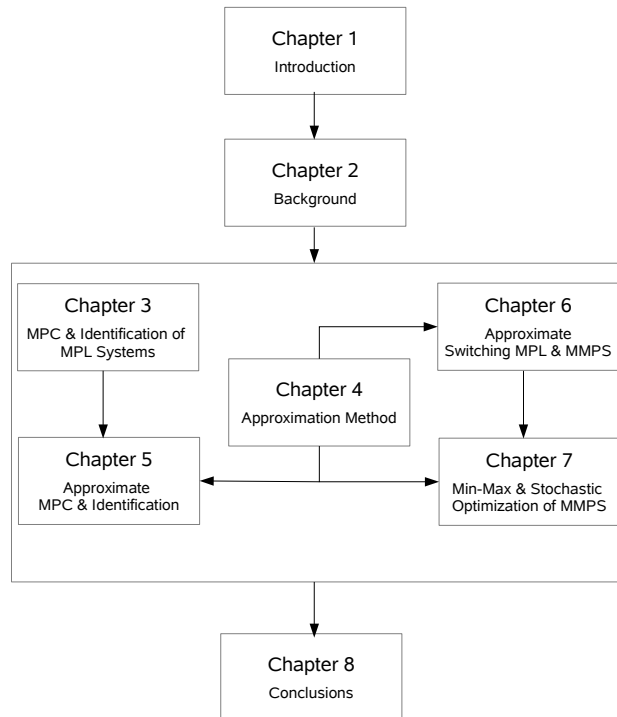 Chapter 1
Introduction
Chapter 2
Background
Chapter 3
MPC & Identification of
MPL Systems
Chapter 6
Approximate
Switching MPL & MMPS
Chapter 4
Approximation Method
Chapter 5
Approximate
MPC & Identification
Chapter 7
Min-Max & Stochastic
Optimization of MMPS
Chapter 8
Conclusions